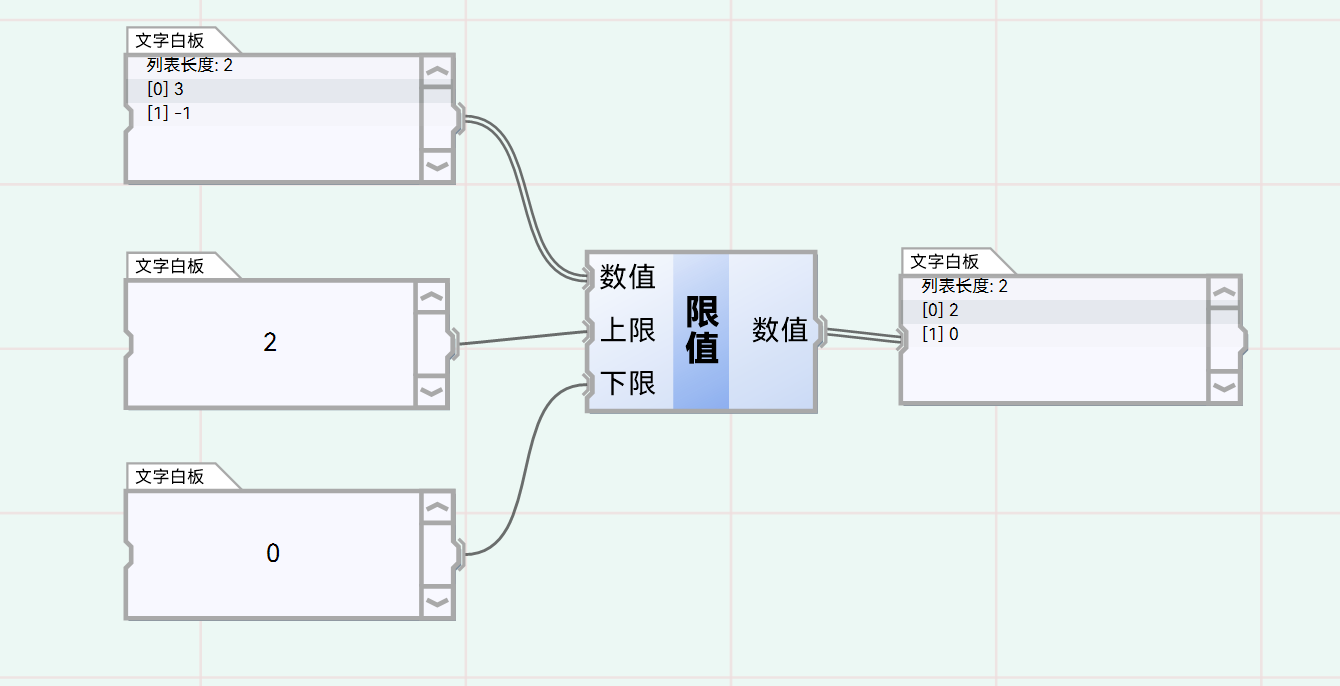 文字白板
列表长度: 2
[0] 3
[1] -1
文字白板
2
文字白板
0
数值
上限
下限
限
值
数值
文字白板
列表长度: 2
[0] 2
[1] 0